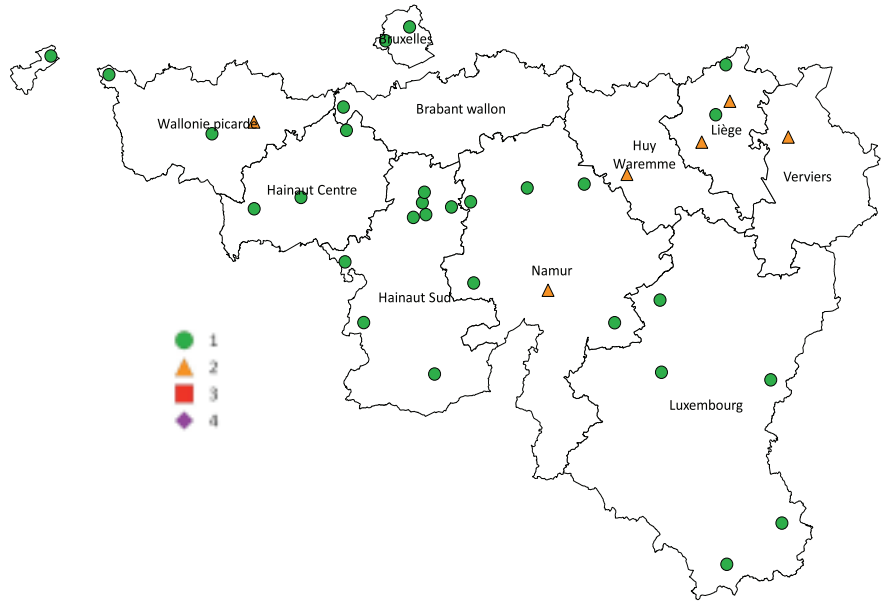 Bruxelles
Wallonie picarde
Brabant wallon
Liège
Huy
Waremme
Verviers
Hainaut Centre
Namur
Hainaut Sud
Luxembourg
1
2
3
4